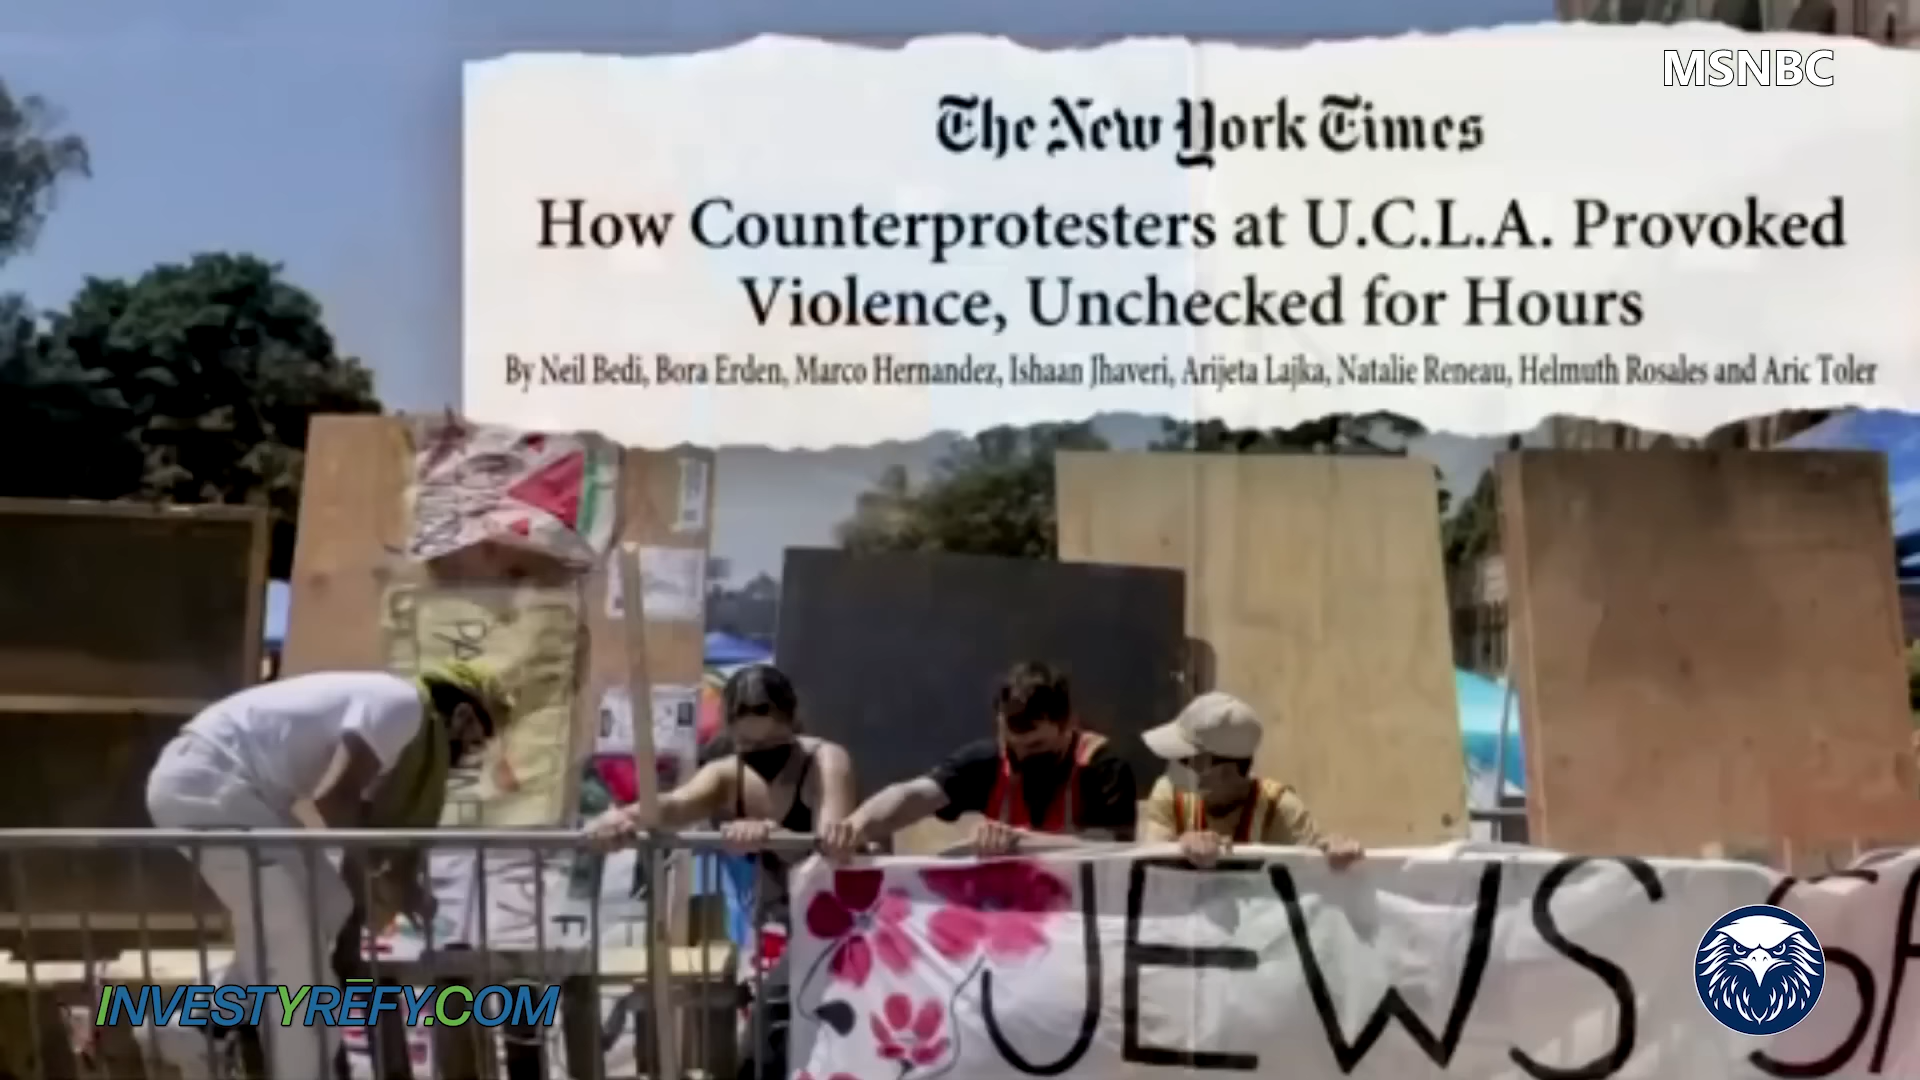 MSNBC
The New York Times
How Counterprotesters at U.C.L.A. Provoked
Violence, Unchecked for Hours
By Neil Bedi, Bora Erden, Marco Hernandez, Ishaan Jhaveri, Arijeta Lajka, Natalie Reneau, Helmuth Rosales and Aric Toler
JEWS
INVESTYREFY.COM